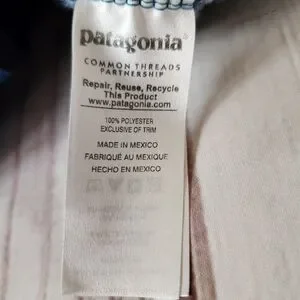 patagonia®
COMMON THREADS
PARTNERSHIP
Repair, Reuse, Recycle
This Product
www.patagonia.com
100% POLYESTER
EXCLUSIVE OF TRIM
MADE IN MEXICO
FABRIQUÉ AU MEXIQUE
HECHO EN MEXICO